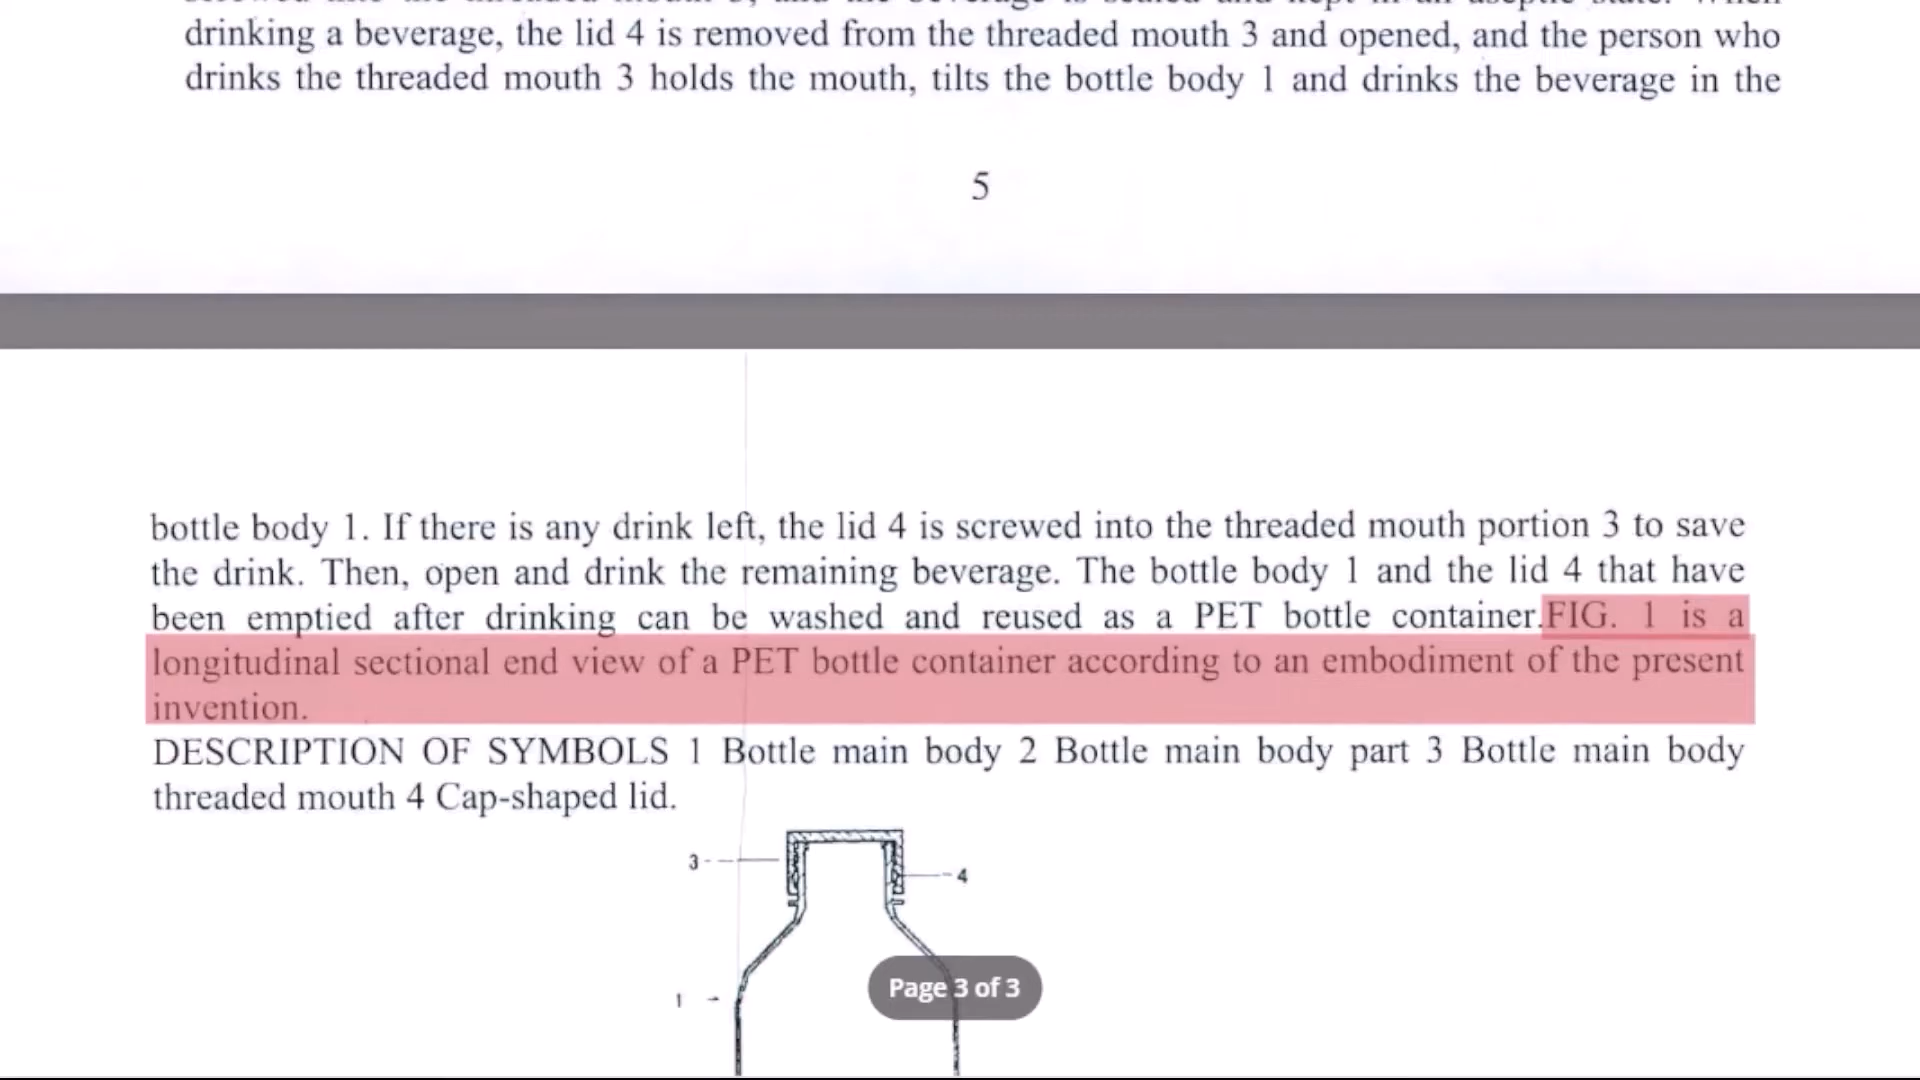 drinking a beverage, the lid 4 is removed from the threaded mouth 3 and opened, and the person who
drinks the threaded mouth 3 holds the mouth, tilts the bottle body 1 and drinks the beverage in the
5
bottle body 1. If there is any drink left, the lid 4 is screwed into the threaded mouth portion 3 to save
the drink. Then, open and drink the remaining beverage. The bottle body 1 and the lid 4 that have
been emptied after drinking can be washed and reused as a PET bottle container.FIG. 1 is a
longitudinal sectional end view of a PET bottle container according to an embodiment of the present
invention.
DESCRIPTION OF SYMBOLS 1 Bottle main body 2 Bottle main body part 3 Bottle main body
threaded mouth 4 Cap-shaped lid.
3
4
1
Page 3 of 3